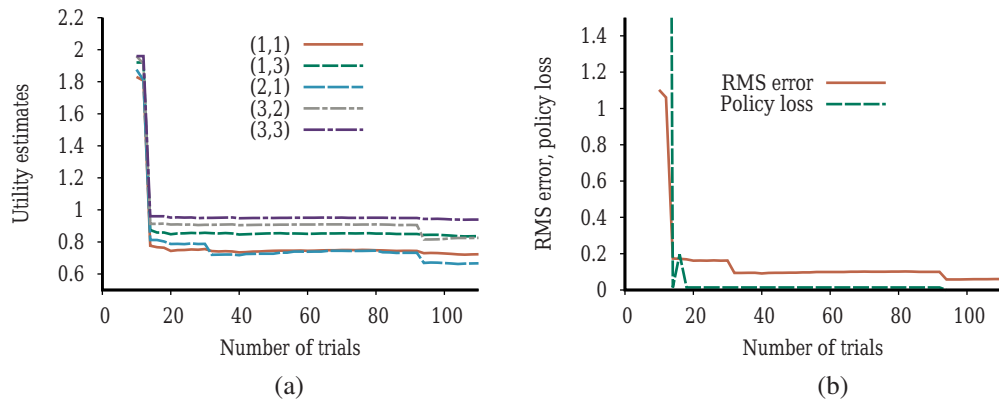 2.2
2
1.8
1.6
1.4
1.2
1
0.8
0.6
0 20 40 60 80 100
Utility estimates
Number of trials
(1,1)
(1,3)
(2,1)
(3,2)
(3,3)
(a)
1.4
1.2
1
0.8
0.6
0.4
0.2
0
0 20 40 60 80 100
RMS error, policy loss
Number of trials
RMS error
Policy loss
(b)